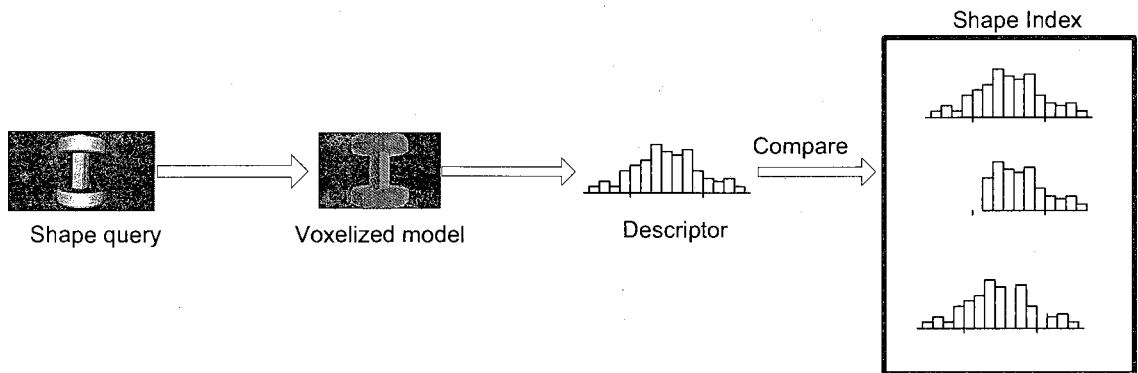 Shape Index
Compare
Shape query
Voxelized model
Descriptor